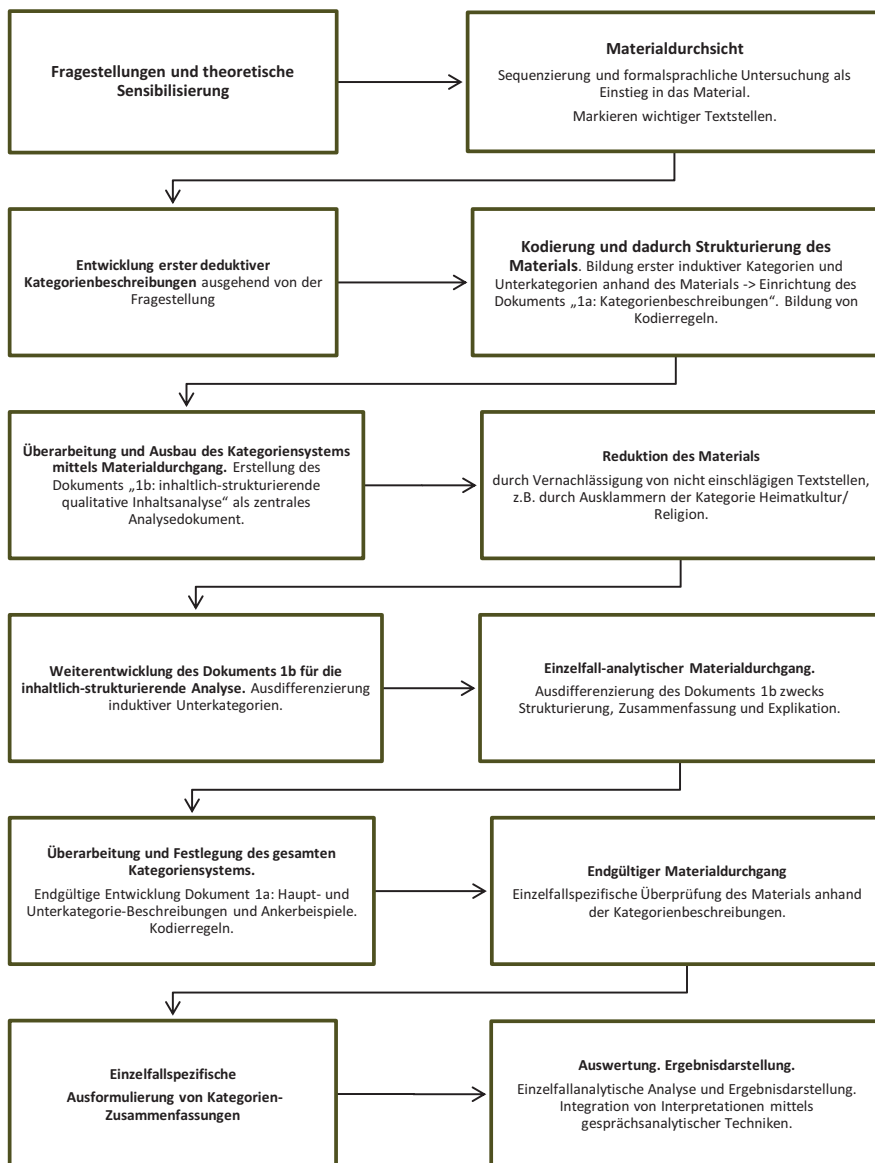 Fragestellungen und theoretische
Sensibilisierung
Materialdurchsicht
Sequenzierung und formalsprachliche Untersuchung als
Einstieg in das Material.
Markieren wichtiger Textstellen.
Entwicklung erster deduktiver
Kategorienbeschreibungen ausgehend von der
Fragestellung
Kodierung und dadurch Strukturierung des
Materials. Bildung erster induktiver Kategorien und
Unterkategorien anhand des Materials -> Einrichtung des
Dokuments „1a: Kategorienbeschreibungen“. Bildung von
Kodierregeln.
Überarbeitung und Ausbau des Kategoriensystems
mittels Materialdurchgang. Erstellung des
Dokuments „1b: inhaltlich-strukturierende
qualitative Inhaltsanalyse“ als zentrales
Analysedokument.
Reduktion des Materials
durch Vernachlässigung von nicht einschlägigen Textstellen,
z.B. durch Ausklammern der Kategorie Heimatkultur/
Religion.
Weiterentwicklung des Dokuments 1b für die
inhaltlich-strukturierende Analyse. Ausdifferenzierung
induktiver Unterkategorien.
Einzelfall-analytischer Materialdurchgang.
Ausdifferenzierung des Dokuments 1b zwecks
Strukturierung, Zusammenfassung und Explikation.
Überarbeitung und Festlegung des gesamten
Kategoriensystems.
Endgültige Entwicklung Dokument 1a: Haupt- und
Unterkategorie-Beschreibungen und Ankerbeispiele.
Kodierregeln.
Endgültiger Materialdurchgang
Einzelfallspezifische Überprüfung des Materials anhand
der Kategorienbeschreibungen.
Einzelfallspezifische
Ausformulierung von Kategorien-
Zusammenfassungen
Auswertung. Ergebnisdarstellung.
Einzelfallanalytische Analyse und Ergebnisdarstellung.
Integration von Interpretationen mittels
gesprächsanalytischer Techniken.